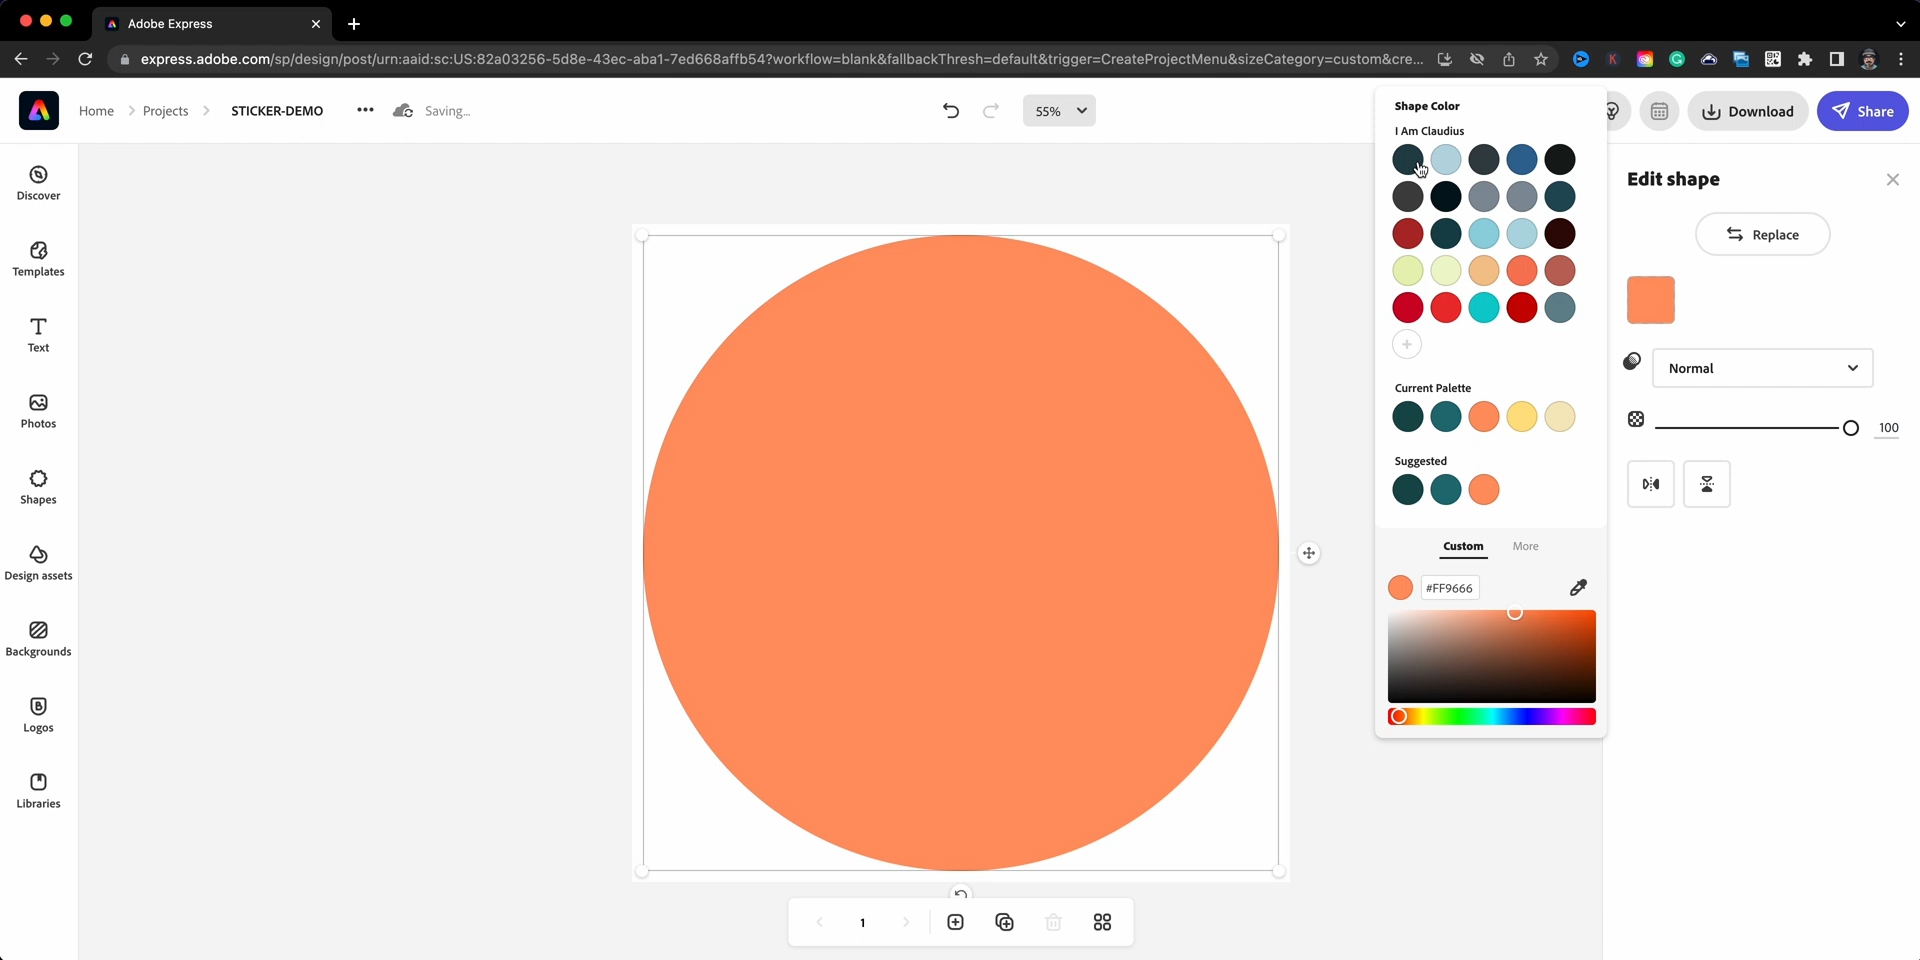 Adobe Express
express.adobe.com/sp/design/post/urn:aaid:sc:US:82a03256-5d8e-43ec-aba1-7ed668affb54?workflow=blank&fallbackThresh=default&trigger=CreateProjectMenu&sizeCategory=custom&cre...
Home
Projects
STICKER-DEMO
Saving...
55%
Download
Share
Discover
Templates
Text
Photos
Shapes
Design assets
Backgrounds
Logos
Libraries
Shape Color
I Am Claudius
Current Palette
Suggested
Custom
More
#FF9666
Edit shape
Replace
Normal
100
1